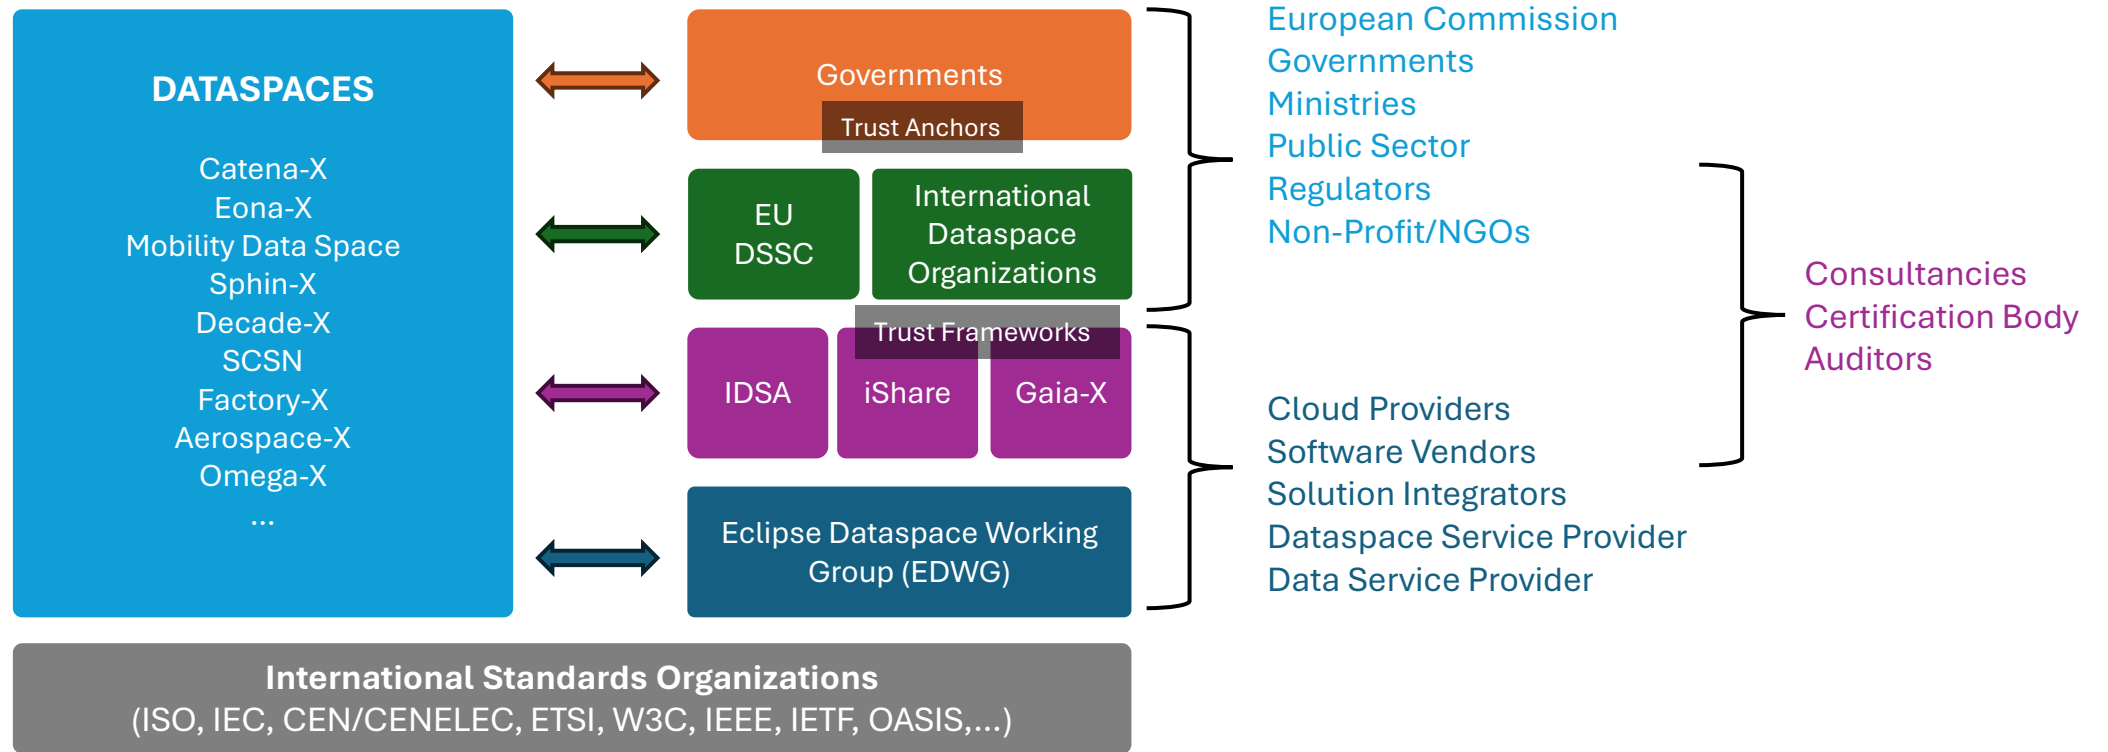 DATASPACES
Catena-X
Eona-X
Mobility Data Space
Sphin-X
Decade-X
SCSN
Factory-X
Aerospace-X
Omega-X
...
Governments
Trust Anchors
EU
DSSC
International
Dataspace
Organizations
Trust Frameworks
IDSA
iShare
Gaia-X
Eclipse Dataspace Working
Group (EDWG)
European Commission
Governments
Ministries
Public Sector
Regulators
Non-Profit/NGOs
Cloud Providers
Software Vendors
Solution Integrators
Dataspace Service Provider
Data Service Provider
Consultancies
Certification Body
Auditors
International Standards Organizations
(ISO, IEC, CEN/CENELEC, ETSI, W3C, IEEE, IETF, OASIS,...)